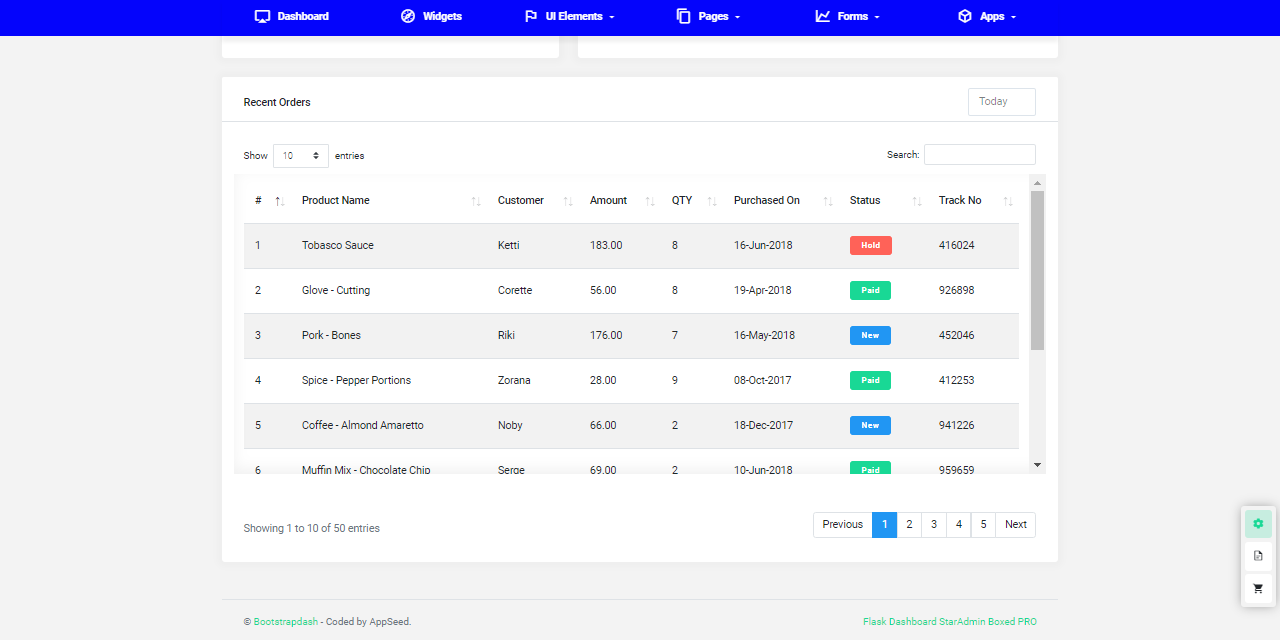 Dashboard Widgets UI Elements Pages Forms Apps
Recent Orders Today
Show 10 entries Search:
# Product Name Customer Amount QTY Purchased On Status Track No
1 Tobasco Sauce Ketti 183.00 8 16-Jun-2018 Hold 416024
2 Glove - Cutting Corette 56.00 8 19-Apr-2018 Paid 926898
3 Pork - Bones Riki 176.00 7 16-May-2018 New 452046
4 Spice - Pepper Portions Zorana 28.00 9 08-Oct-2017 Paid 412253
5 Coffee - Almond Amaretto Noby 66.00 2 18-Dec-2017 New 941226
6 Muffin Mix - Chocolate Chip Serge 69.00 2 10-Jun-2018 Paid 959659
Showing 1 to 10 of 50 entries Previous 1 2 3 4 5 Next
© Bootstrapdash - Coded by AppSeed. Flask Dashboard StarAdmin Boxed PRO